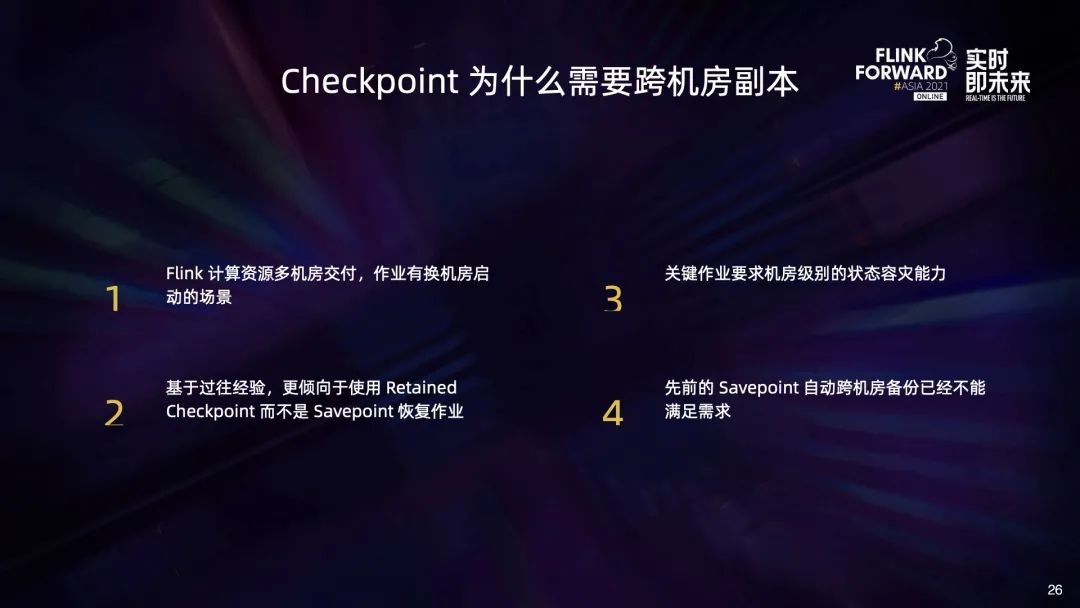 Checkpoint 为什么需要跨机房副本
FLINK
FORWARD
#ASIA 2021
ONLINE
实时
即未来
REAL-TIME IS THE FUTURE
1
Flink 计算资源多机房交付，作业有换机房启
动的场景
2
基于过往经验，更倾向于使用 Retained
Checkpoint 而不是 Savepoint 恢复作业
3
关键作业要求机房级别的状态容灾能力
4
先前的 Savepoint 自动跨机房备份已经不能
满足需求
26